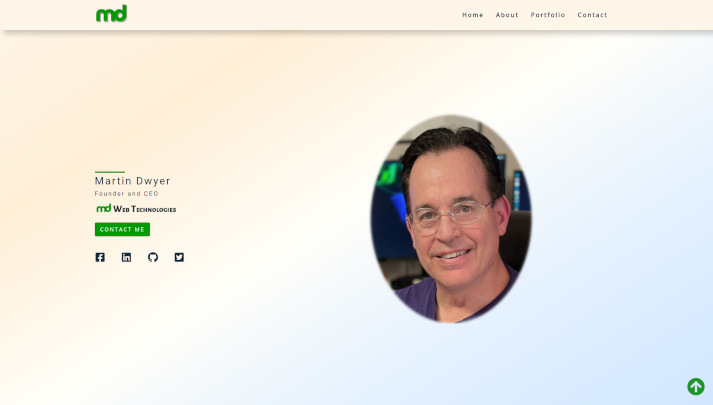 md
Home About Portfolio Contact
Martin Dwyer
Founder and CEO
md Web Technologies
CONTACT ME